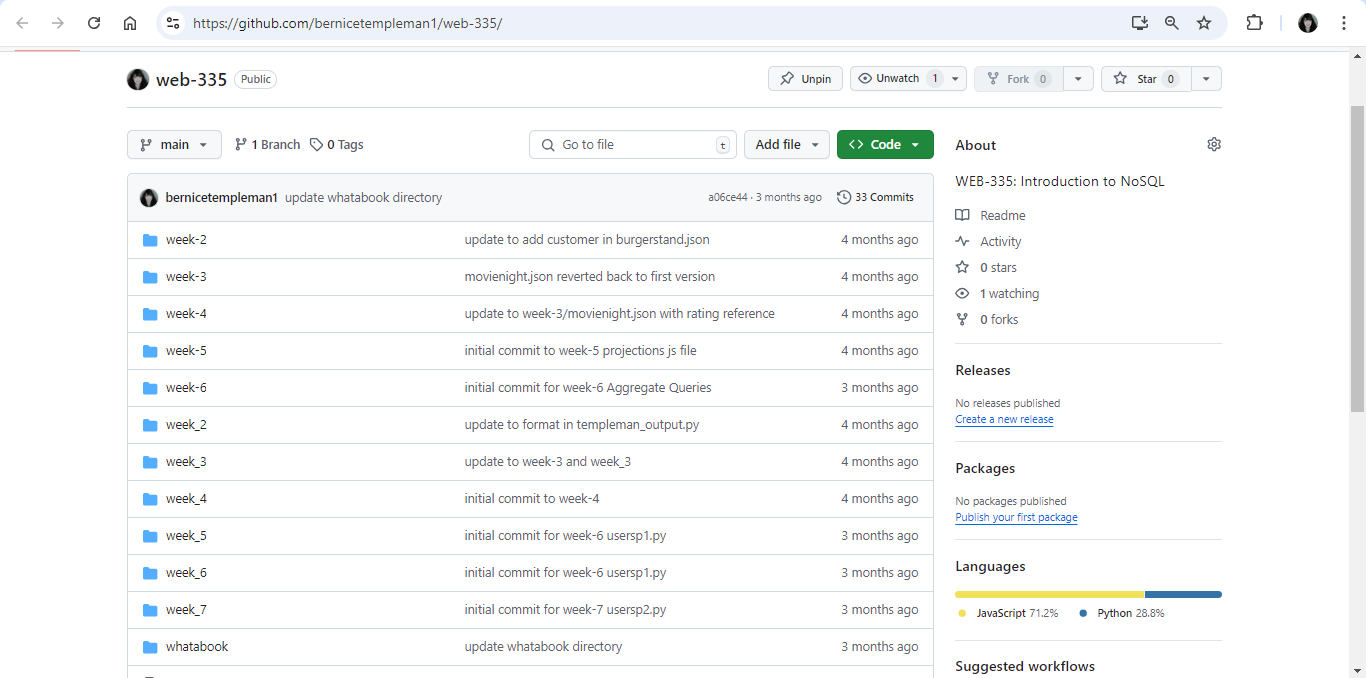 https://github.com/bernicetempleman1/web-335/
web-335 Public Unpin Unwatch 1 Fork 0 Star 0
main 1 Branch 0 Tags Go to file t Add file Code
bernicetempleman1 update whatabook directory a06ce44 · 3 months ago 33 Commits
week-2 update to add customer in burgerstand.json 4 months ago
week-3 movienight.json reverted back to first version 4 months ago
week-4 update to week-3/movienight.json with rating reference 4 months ago
week-5 initial commit to week-5 projections js file 4 months ago
week-6 initial commit for week-6 Aggregate Queries 3 months ago
week_2 update to format in templeman_output.py 4 months ago
week_3 update to week-3 and week_3 4 months ago
week_4 initial commit to week-4 4 months ago
week_5 initial commit for week-6 usersp1.py 3 months ago
week_6 initial commit for week-6 usersp1.py 3 months ago
week_7 initial commit for week-7 usersp2.py 3 months ago
whatabook update whatabook directory 3 months ago
About
WEB-335: Introduction to NoSQL
Readme
Activity
0 stars
1 watching
0 forks
Releases
No releases published
Create a new release
Packages
No packages published
Publish your first package
Languages
JavaScript 71.2% Python 28.8%
Suggested workflows